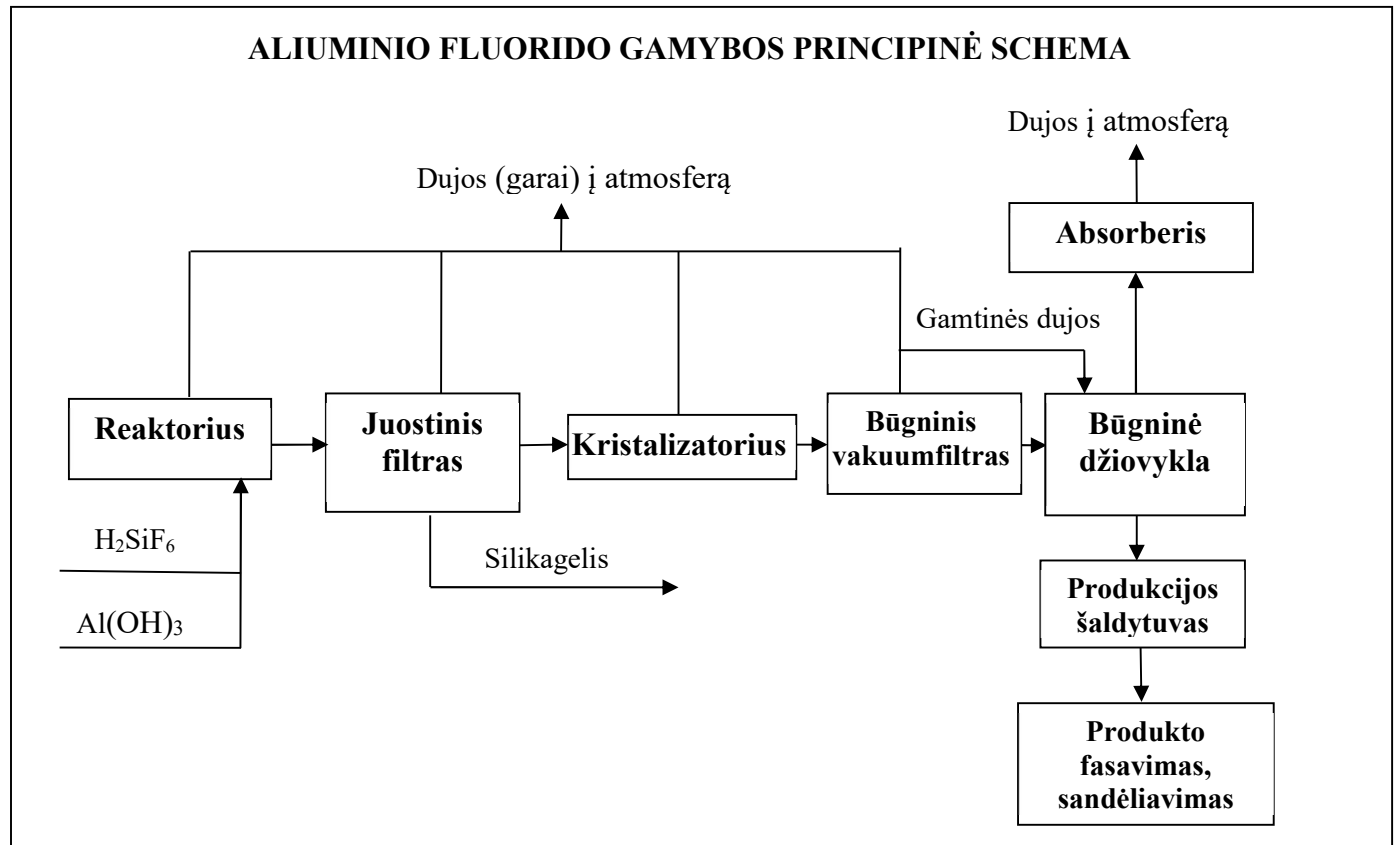 ALIUMINIO FLUORIDO GAMYBOS PRINCIPINĖ SCHEMA
Dujos į atmosferą
Dujos (garai) į atmosferą
Absorberis
Gamtinės dujos
Reaktorius
Juostinis
filtras
Kristalizatorius
Būgninis
vakuumfiltras
Būgninė
džiovykla
H₂SiF₆
Al(OH)₃
Silikagelis
Produkcijos
šaldytuvas
Produkto
fasavimas,
sandėliavimas